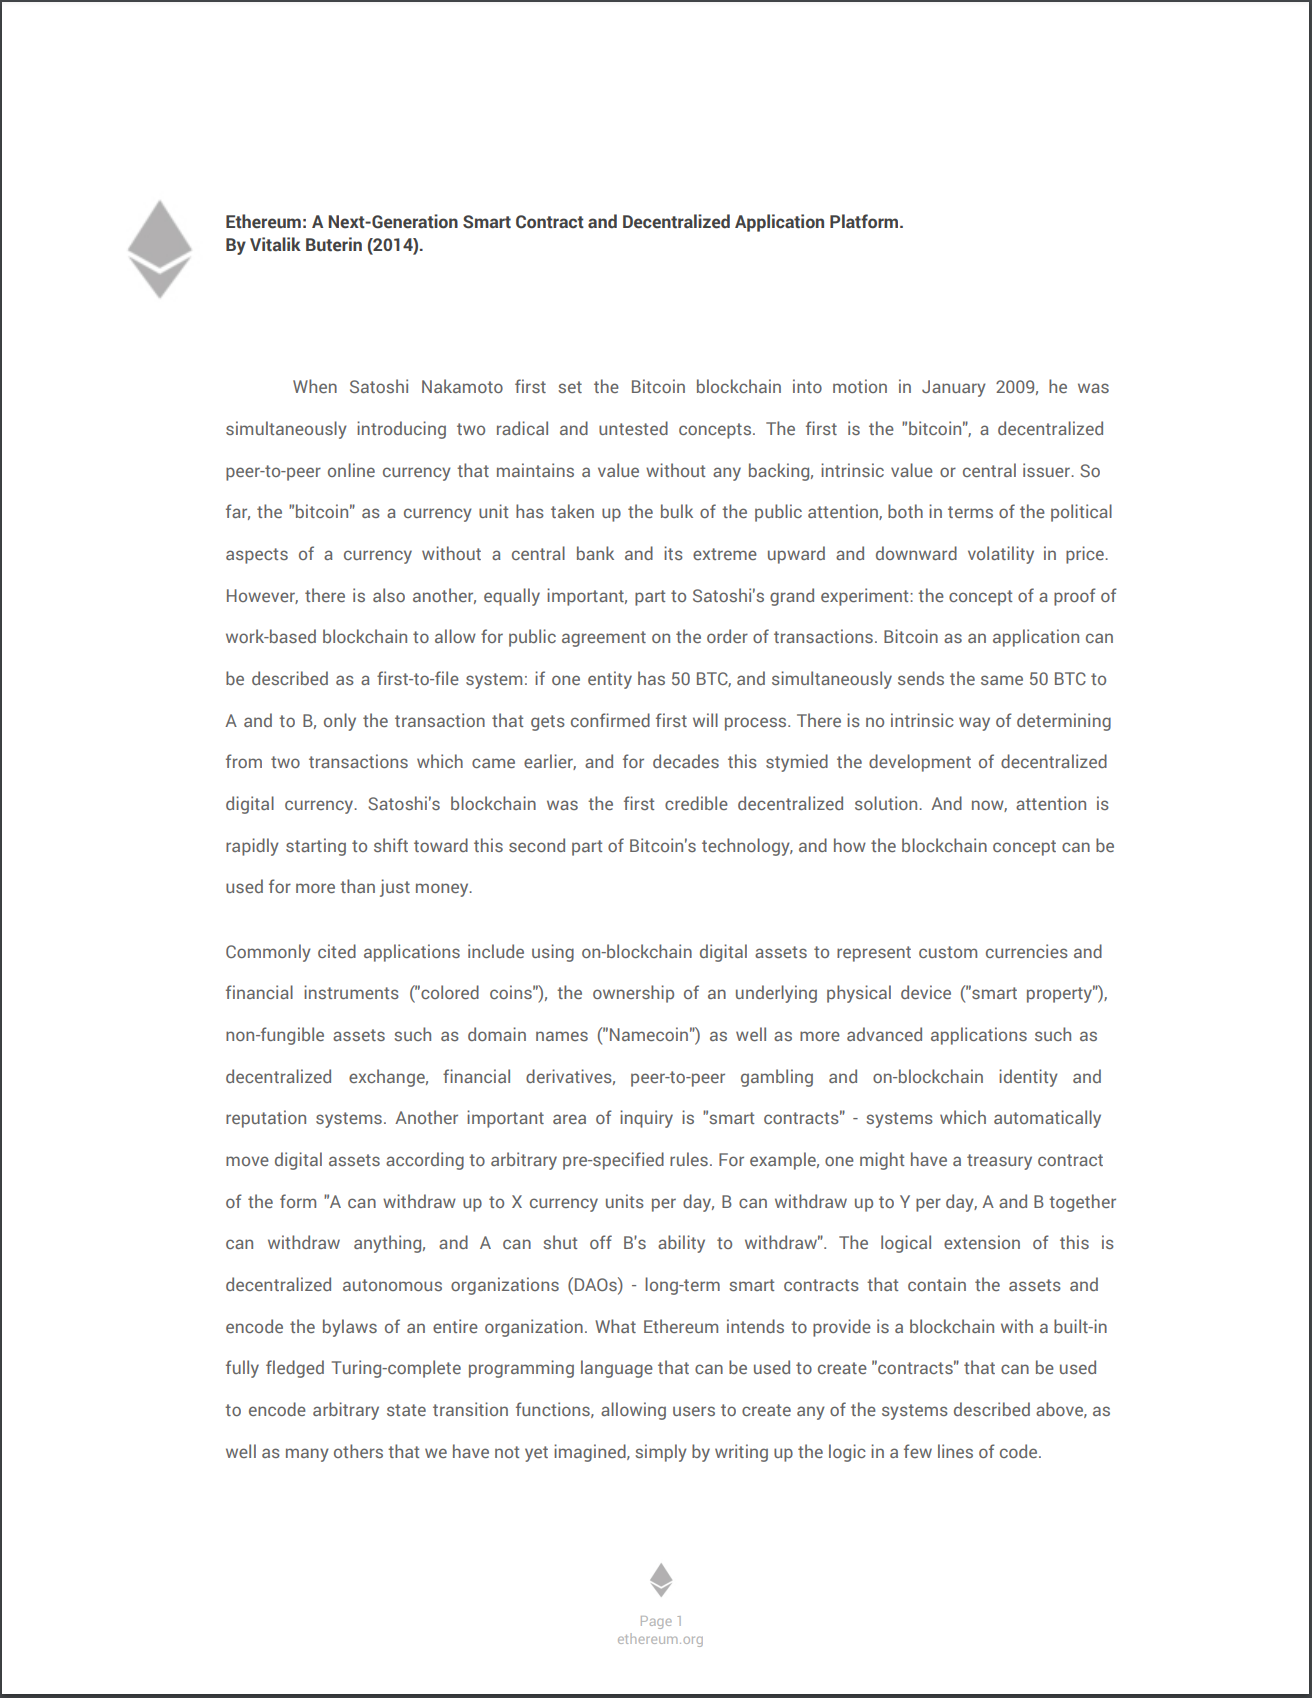 Ethereum: A Next-Generation Smart Contract and Decentralized Application Platform.
By Vitalik Buterin (2014).
When Satoshi Nakamoto first set the Bitcoin blockchain into motion in January 2009, he was
simultaneously introducing two radical and untested concepts. The first is the "bitcoin", a decentralized
peer-to-peer online currency that maintains a value without any backing, intrinsic value or central issuer. So
far, the "bitcoin" as a currency unit has taken up the bulk of the public attention, both in terms of the political
aspects of a currency without a central bank and its extreme upward and downward volatility in price.
However, there is also another, equally important, part to Satoshi's grand experiment: the concept of a proof of
work-based blockchain to allow for public agreement on the order of transactions. Bitcoin as an application can
be described as a first-to-file system: if one entity has 50 BTC, and simultaneously sends the same 50 BTC to
A and to B, only the transaction that gets confirmed first will process. There is no intrinsic way of determining
from two transactions which came earlier, and for decades this stymied the development of decentralized
digital currency. Satoshi's blockchain was the first credible decentralized solution. And now, attention is
rapidly starting to shift toward this second part of Bitcoin's technology, and how the blockchain concept can be
used for more than just money.
Commonly cited applications include using on-blockchain digital assets to represent custom currencies and
financial instruments ("colored coins"), the ownership of an underlying physical device ("smart property"),
non-fungible assets such as domain names ("Namecoin") as well as more advanced applications such as
decentralized exchange, financial derivatives, peer-to-peer gambling and on-blockchain identity and
reputation systems. Another important area of inquiry is "smart contracts" - systems which automatically
move digital assets according to arbitrary pre-specified rules. For example, one might have a treasury contract
of the form "A can withdraw up to X currency units per day, B can withdraw up to Y per day, A and B together
can withdraw anything, and A can shut off B's ability to withdraw". The logical extension of this is
decentralized autonomous organizations (DAOs) - long-term smart contracts that contain the assets and
encode the bylaws of an entire organization. What Ethereum intends to provide is a blockchain with a built-in
fully fledged Turing-complete programming language that can be used to create "contracts" that can be used
to encode arbitrary state transition functions, allowing users to create any of the systems described above, as
well as many others that we have not yet imagined, simply by writing up the logic in a few lines of code.
Page 1
ethereum.org